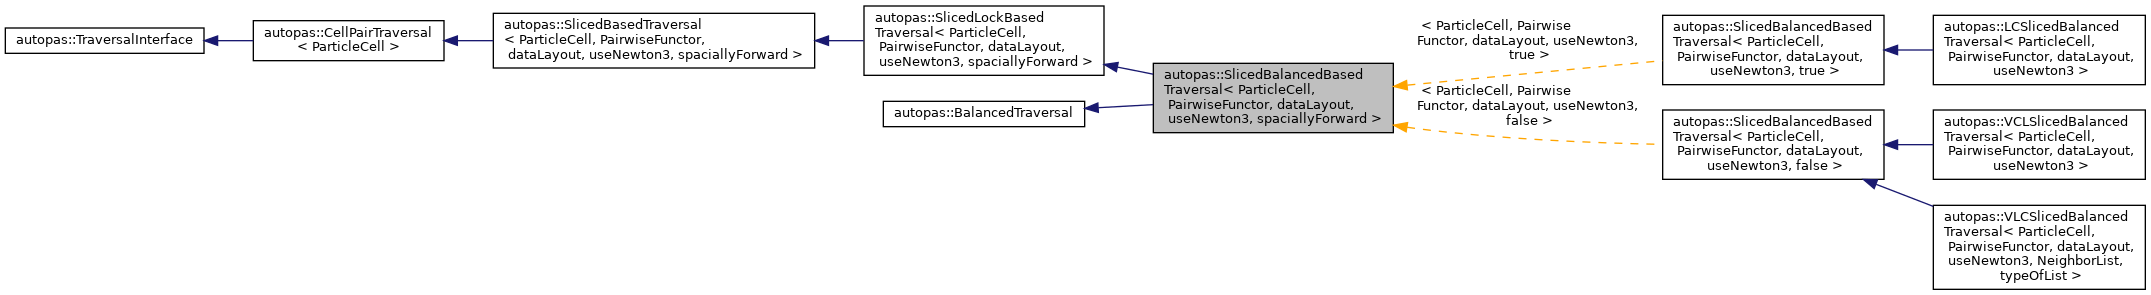 autopas::TraversalInterface
autopas::CellPairTraversal
< ParticleCell >
autopas::SlicedBasedTraversal
< ParticleCell, PairwiseFunctor,
dataLayout, useNewton3, spaciallyForward >
autopas::SlicedLockBased
Traversal< ParticleCell,
PairwiseFunctor, dataLayout,
useNewton3, spaciallyForward >
autopas::BalancedTraversal
autopas::SlicedBalancedBased
Traversal< ParticleCell,
PairwiseFunctor, dataLayout,
useNewton3, spaciallyForward >
< ParticleCell, Pairwise
Functor, dataLayout, useNewton3,
true >
< ParticleCell, Pairwise
Functor, dataLayout, useNewton3,
false >
autopas::SlicedBalancedBased
Traversal< ParticleCell,
PairwiseFunctor, dataLayout,
useNewton3, true >
autopas::SlicedBalancedBased
Traversal< ParticleCell,
PairwiseFunctor, dataLayout,
useNewton3, false >
autopas::LCSlicedBalanced
Traversal< ParticleCell,
PairwiseFunctor, dataLayout,
useNewton3 >
autopas::VCLSlicedBalanced
Traversal< ParticleCell,
PairwiseFunctor, dataLayout,
useNewton3 >
autopas::VLCSlicedBalanced
Traversal< ParticleCell,
PairwiseFunctor, dataLayout,
useNewton3, NeighborList,
typeOfList >